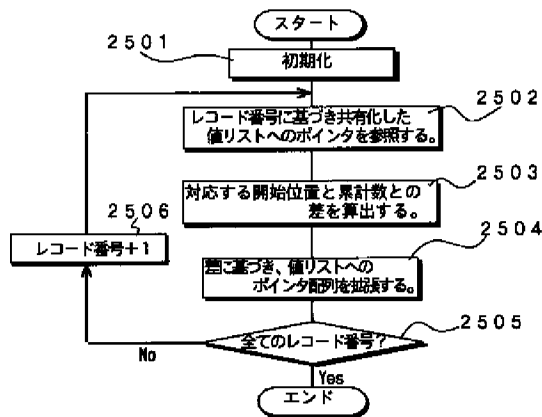 スタート
２５０１
初期化
２５０２
レコード番号に基づき共有化した
値リストへのポインタを参照する。
２５０３
対応する開始位置と累計数との
差を算出する。
２５０６
レコード番号＋１
２５０４
差に基づき、値リストへの
ポインタ配列を拡張する。
２５０５
全てのレコード番号？
No
Yes
エンド